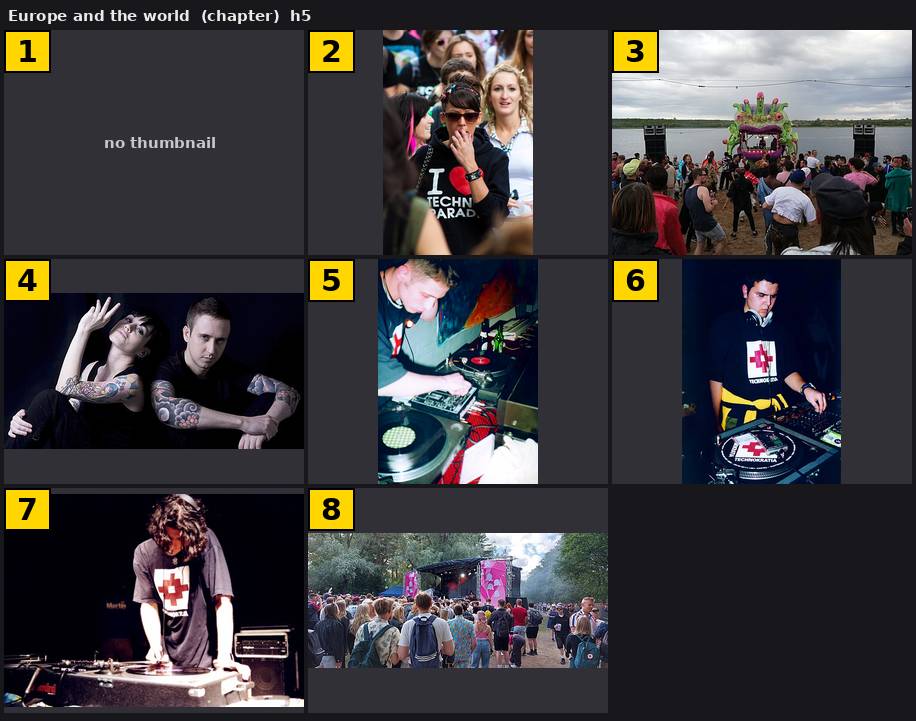 Europe and the world (chapter) h5
1
no thumbnail
2
I
TECHN
PARAD.
3
4
5
6
TECHNOKRATIA
TECHNOKRATIA
7
8